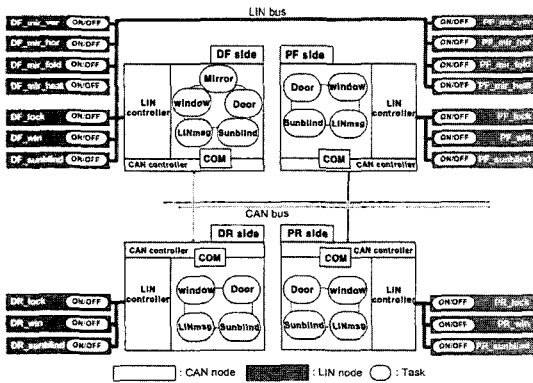 LIN bus
DF_mir_ver ON/OFF
DF_mir_hor ON/OFF
DF_mir_fold ON/OFF
DF_mir_heat ON/OFF
DF_lock ON/OFF
DF_win ON/OFF
DF_sunblind ON/OFF
DF side
LIN controller
Mirror
window
Door
LINmsg
Sunblind
COM
CAN controller
PF side
Door
window
Sunblind
LINmsg
COM
LIN controller
CAN controller
ON/OFF
ON/OFF
ON/OFF
ON/OFF
ON/OFF PF_lock
ON/OFF PF_win
ON/OFF PF_sunblind
CAN bus
DR side
CAN controller
COM
LIN controller
window
Door
LINmsg
Sunblind
DR_lock ON/OFF
DR_win ON/OFF
DR_sunblind ON/OFF
PR side
CAN controller
COM
Door
window
Sunblind
LINmsg
LIN controller
ON/OFF PR_lock
ON/OFF PR_win
ON/OFF PR_sunblind
: CAN node
: LIN node
: Task